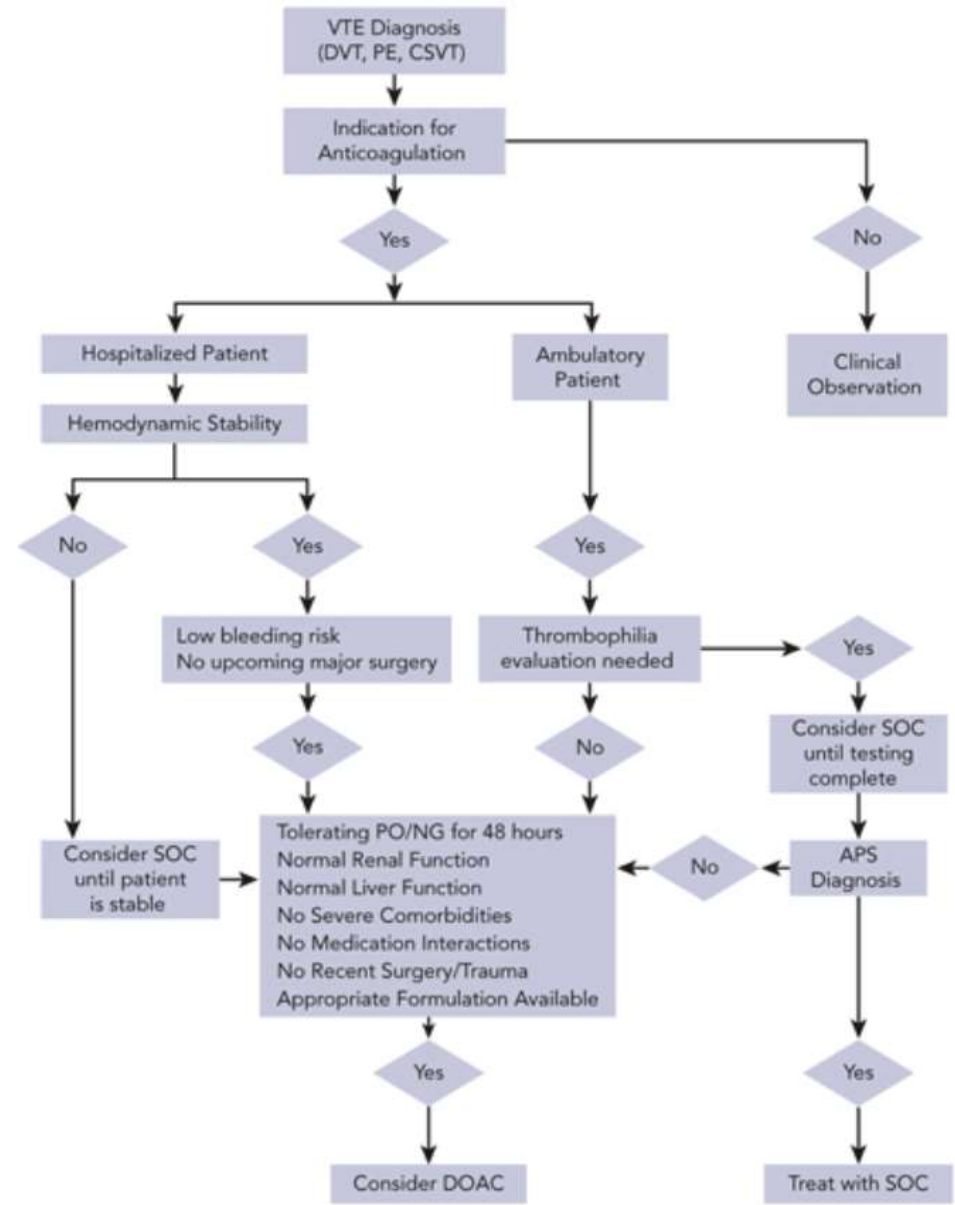 VTE Diagnosis
(DVT, PE, CSVT)
Indication for
Anticoagulation
Yes
No
Hospitalized Patient
Ambulatory
Patient
Clinical
Observation
Hemodynamic Stability
No
Yes
Yes
Low bleeding risk
No upcoming major surgery
Thrombophilia
evaluation needed
Yes
Yes
No
Consider SOC
until testing
complete
Tolerating PO/NG for 48 hours
Normal Renal Function
Normal Liver Function
No Severe Comorbidities
No Medication Interactions
No Recent Surgery/Trauma
Appropriate Formulation Available
Consider SOC
until patient
is stable
No
APS
Diagnosis
Yes
Yes
Consider DOAC
Treat with SOC